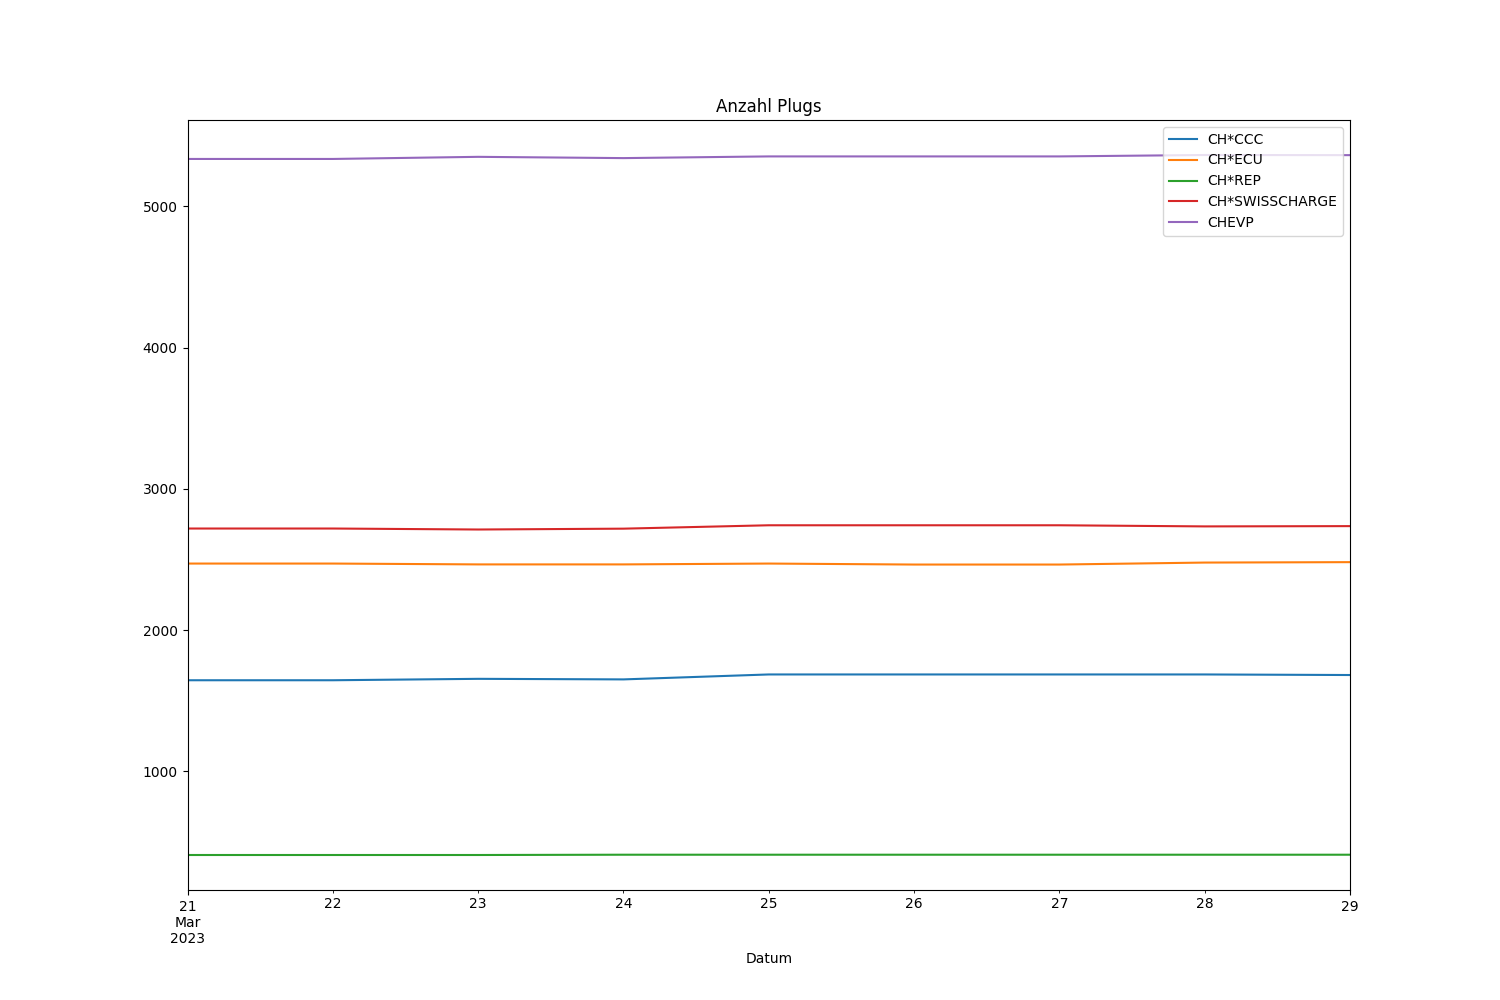 Anzahl Plugs
CH*CCC
CH*ECU
CH*REP
CH*SWISSCHARGE
CHEVP
5000
4000
3000
2000
1000
21 22 23 24 25 26 27 28 29
Mar
2023
Datum